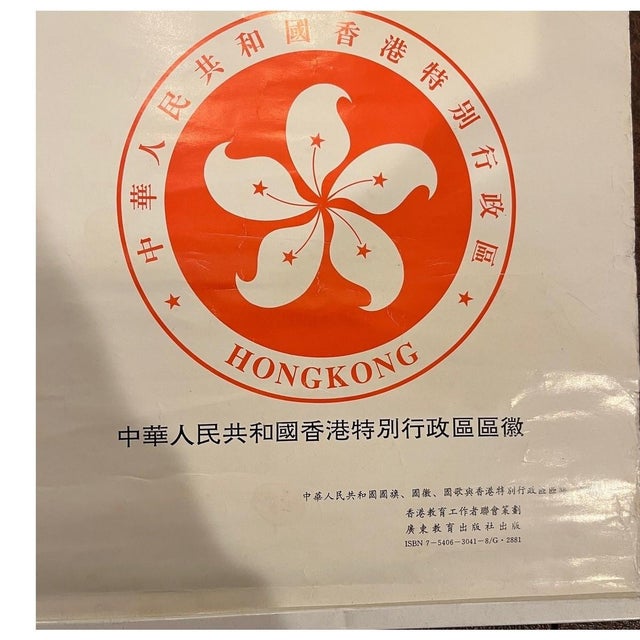 中華人民共和國香港特別行政區
HONGKONG
中華人民共和國香港特別行政區區徽
中華人民共和國國旗、國徽、國歌與香港特別行政區區
香港教育工作者聯會策劃
廣東教育出版社出版
ISBN 7－5406－3041－8/G・2881